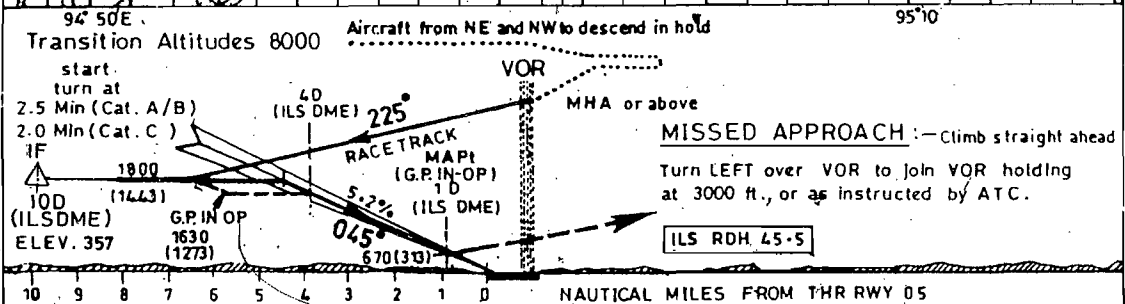 94° 50'E
95°10'
Transition Altitudes 8000
Aircraft from NE and NW to descend in hold
start
turn at
2.5 Min (Cat. A/B)
2.0 Min (Cat. C )
VOR
4D
(ILS DME)
225°
RACETRACK
MHA or above
MISSED APPROACH :- Climb straight ahead
Turn LEFT over VOR to join VOR holding
at 3000 ft., or as instructed by ATC.
IF
1800
(1443)
10D
(ILSDME)
ELEV. 357
MAPt
(G.P. IN-OP)
1D
(ILS DME)
5.2%
045°
G.P. IN OP
1630
(1273)
670(313)
ILS RDH 45.5
10 9 8 7 6 5 4 3 2 1 0 NAUTICAL MILES FROM THR RWY 05